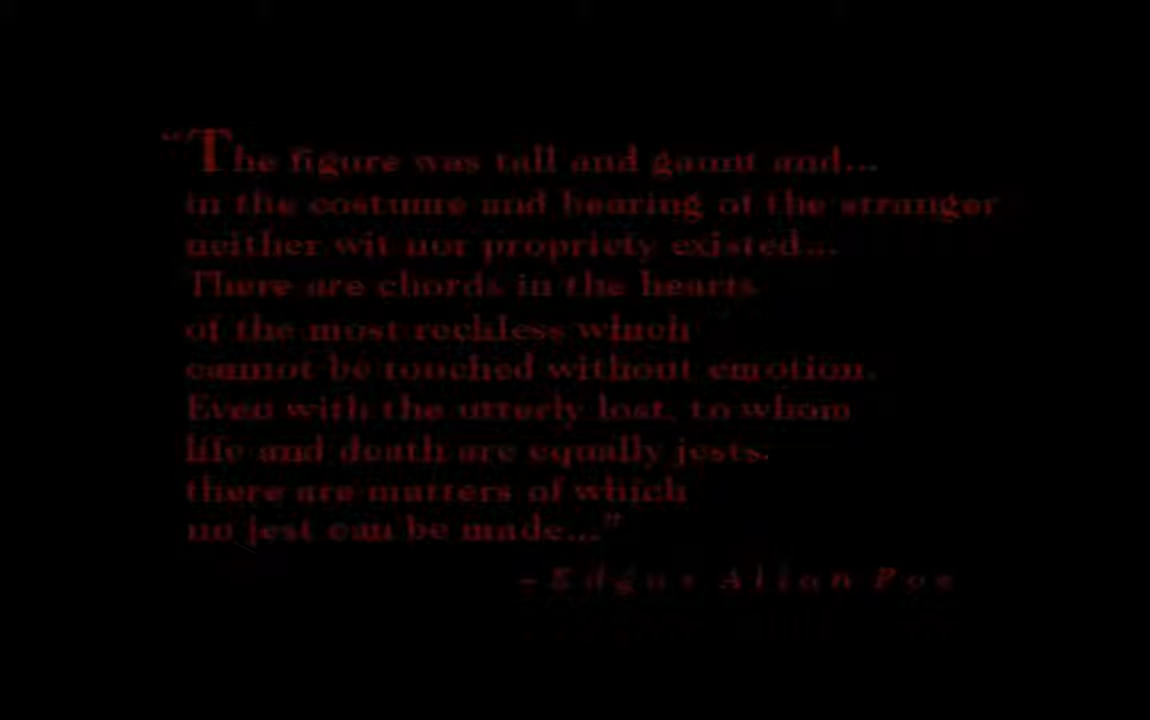 “The figure was tall and gaunt and...
in the costume and bearing of the stranger
neither wit nor propriety existed...
There are chords in the hearts
of the most reckless which
cannot be touched without emotion.
Even with the utterly lost, to whom
life and death are equally jests.
there are matters of which
no jest can be made...”
- Edgar Allan Poe